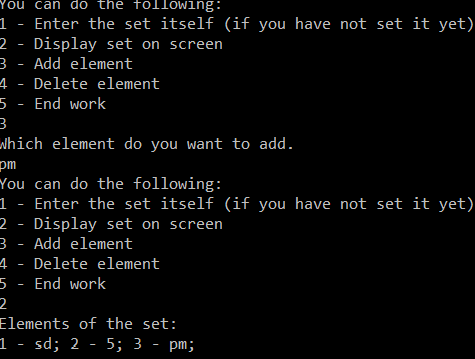 You can do the following:
1 - Enter the set itself (if you have not set it yet)
2 - Display set on screen
3 - Add element
4 - Delete element
5 - End work
3
Which element do you want to add.
pm
You can do the following:
1 - Enter the set itself (if you have not set it yet)
2 - Display set on screen
3 - Add element
4 - Delete element
5 - End work
2
Elements of the set:
1 - sd; 2 - 5; 3 - pm;